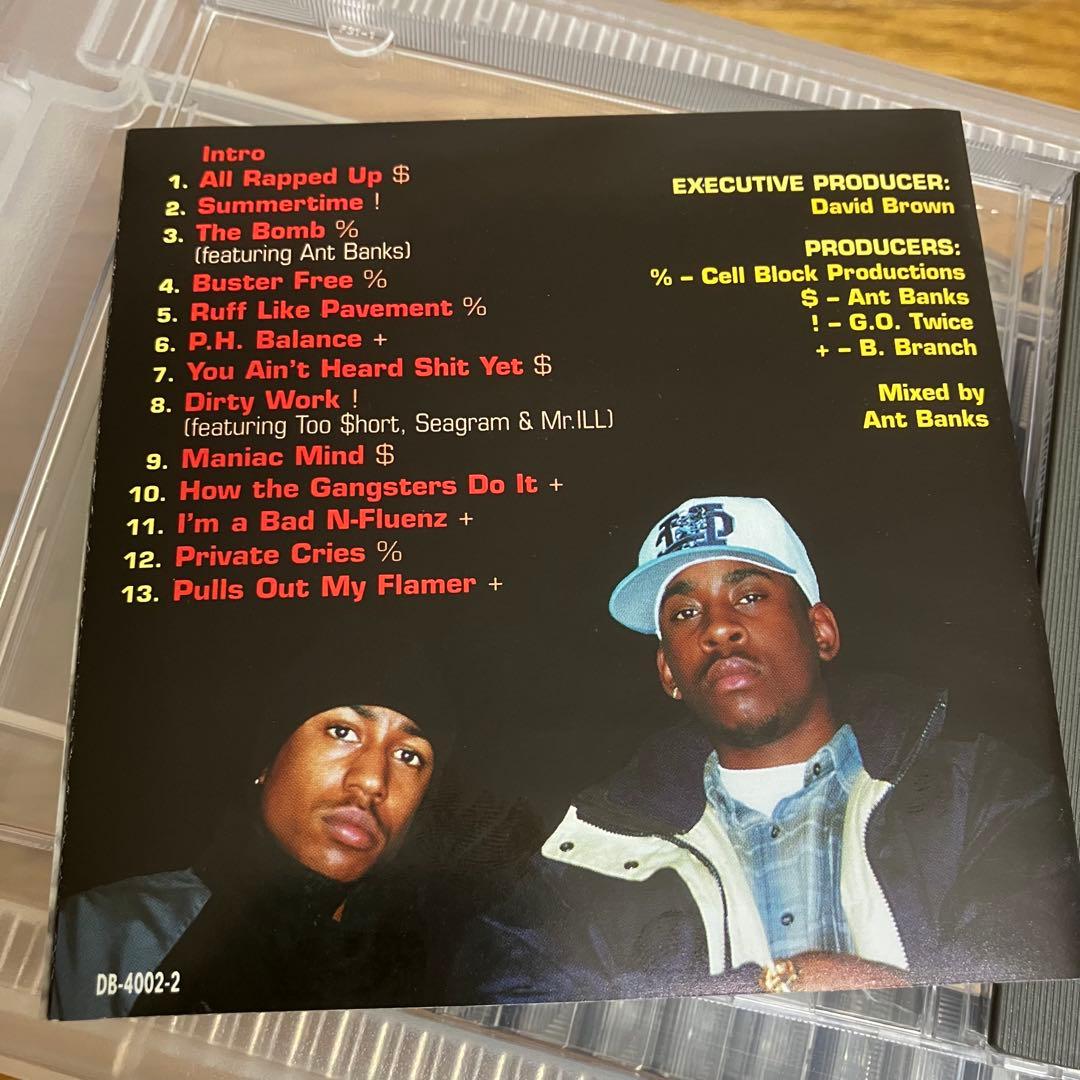 PS1-1
Intro
1. All Rapped Up $
2. Summertime !
3. The Bomb %
(featuring Ant Banks)
4. Buster Free %
5. Ruff Like Pavement %
6. P.H. Balance +
7. You Ain't Heard Shit Yet $
8. Dirty Work !
(featuring Too $hort, Seagram & Mr.ILL)
9. Maniac Mind $
10. How the Gangsters Do It +
11. I'm a Bad N-Fluenz +
12. Private Cries %
13. Pulls Out My Flamer +
EXECUTIVE PRODUCER:
David Brown
PRODUCERS:
% – Cell Block Productions
$ – Ant Banks
! – G.O. Twice
+ – B. Branch
Mixed by
Ant Banks
DB-4002-2